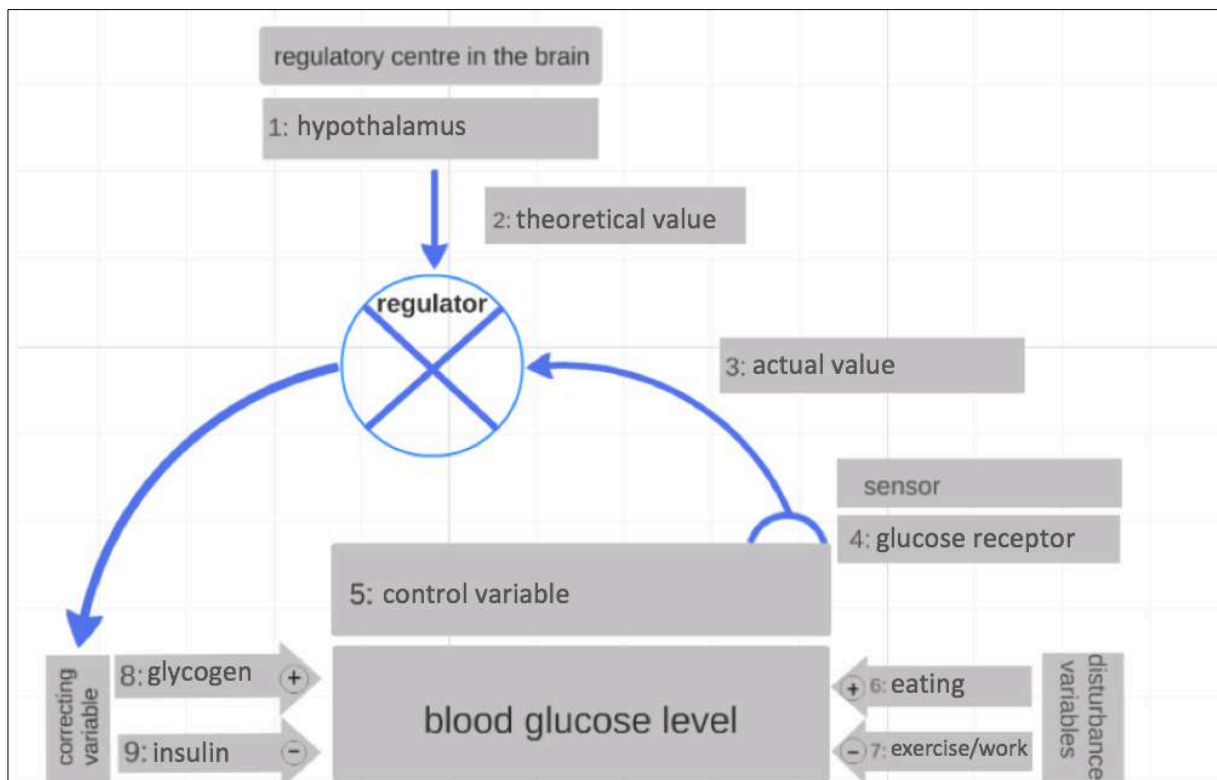 regulatory centre in the brain
1: hypothalamus
2: theoretical value
regulator
3: actual value
sensor
4: glucose receptor
5: control variable
correcting
variable
8: glycogen +
9: insulin −
blood glucose level
+ 6: eating
− 7: exercise/work
disturbance
variables